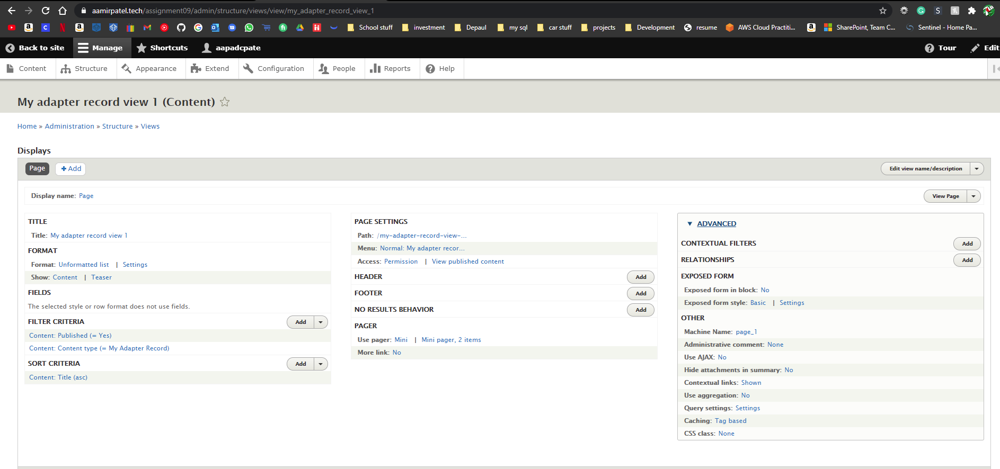 aamirpatel.tech/assignment09/admin/structure/views/view/my_adapter_record_view_1
School stuff investment Depaul my sql car stuff projects Development resume AWS Cloud Practiti... SharePoint, Team C... Sentinel - Home Pa...
Back to site Manage Shortcuts aapadcpate Tour Edit
Content Structure Appearance Extend Configuration People Reports Help
My adapter record view 1 (Content)
Home » Administration » Structure » Views
Displays
Page + Add Edit view name/description
Display name: Page View Page
TITLE
Title: My adapter record view 1
FORMAT
Format: Unformatted list | Settings
Show: Content | Teaser
FIELDS
The selected style or row format does not use fields.
FILTER CRITERIA Add
Content: Published (= Yes)
Content: Content type (= My Adapter Record)
SORT CRITERIA Add
Content: Title (asc)
PAGE SETTINGS
Path: /my-adapter-record-view-...
Menu: Normal: My adapter recor...
Access: Permission | View published content
HEADER Add
FOOTER Add
NO RESULTS BEHAVIOR Add
PAGER
Use pager: Mini | Mini pager, 2 items
More link: No
▼ ADVANCED
CONTEXTUAL FILTERS Add
RELATIONSHIPS Add
EXPOSED FORM
Exposed form in block: No
Exposed form style: Basic | Settings
OTHER
Machine Name: page_1
Administrative comment: None
Use AJAX: No
Hide attachments in summary: No
Contextual links: Shown
Use aggregation: No
Query settings: Settings
Caching: Tag based
CSS class: None